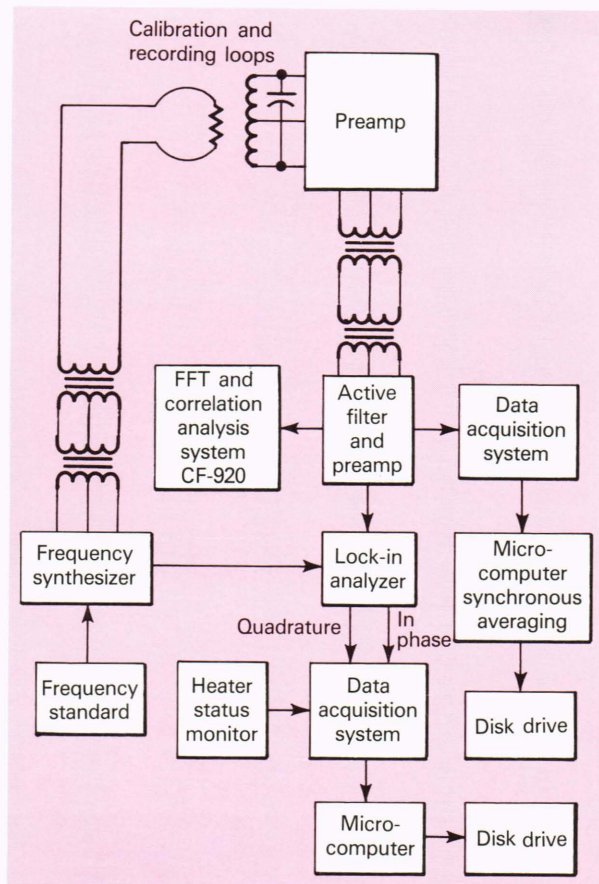 Calibration and
recording loops
Preamp
FFT and
correlation
analysis
system
CF-920
Active
filter
and
preamp
Data
acquisition
system
Frequency
synthesizer
Lock-in
analyzer
Micro-
computer
synchronous
averaging
Quadrature
In
phase
Frequency
standard
Heater
status
monitor
Data
acquisition
system
Disk drive
Micro-
computer
Disk drive